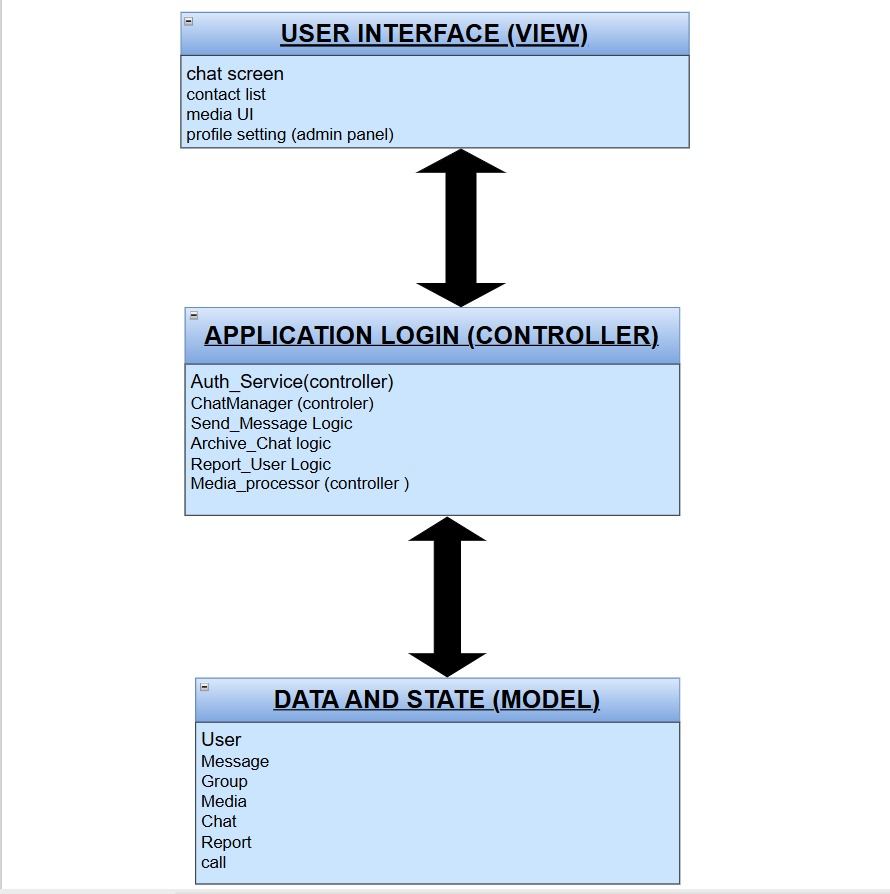 USER INTERFACE (VIEW)
chat screen
contact list
media UI
profile setting (admin panel)
APPLICATION LOGIN (CONTROLLER)
Auth_Service(controller)
ChatManager (controler)
Send_Message Logic
Archive_Chat logic
Report_User Logic
Media_processor (controller )
DATA AND STATE (MODEL)
User
Message
Group
Media
Chat
Report
call